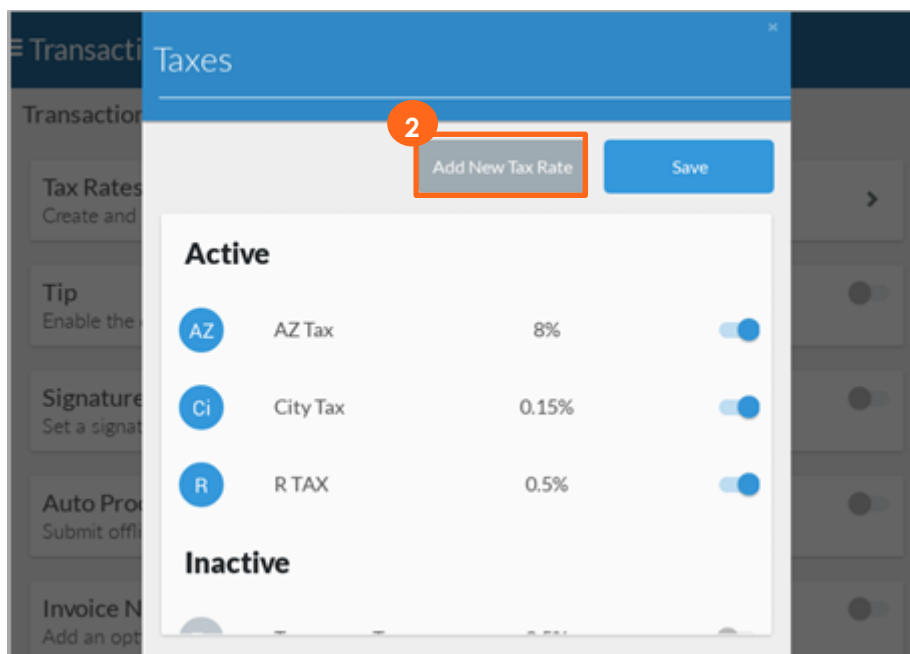 Transacti
Taxes
×
Transaction
2
Add New Tax Rate
Save
Tax Rates
Create and
Active
Tip
Enable the
AZ
AZ Tax
8%
Signature
Set a signat
Ci
City Tax
0.15%
R
R TAX
0.5%
Auto Pro
Submit offli
Inactive
Invoice N
Add an opt